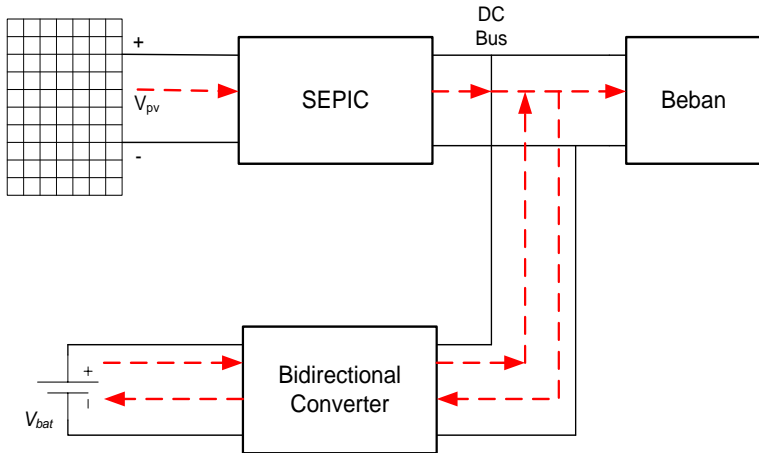 DC
Bus
+
SEPIC
Beban
Vpv
-
+
Bidirectional
Converter
Vbat